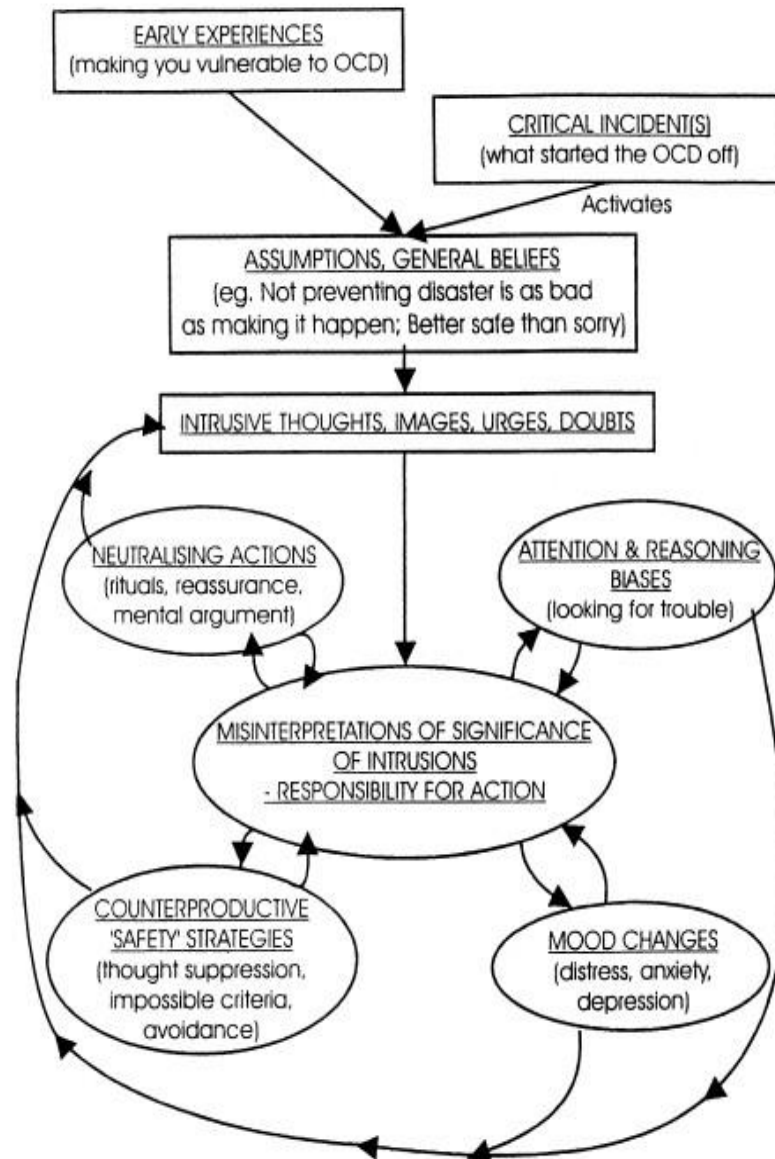 EARLY EXPERIENCES
(making you vulnerable to OCD)
CRITICAL INCIDENT(S)
(what started the OCD off)
Activates
ASSUMPTIONS, GENERAL BELIEFS
(eg. Not preventing disaster is as bad
as making it happen; Better safe than sorry)
INTRUSIVE THOUGHTS, IMAGES, URGES, DOUBTS
NEUTRALISING ACTIONS
(rituals, reassurance,
mental argument)
ATTENTION & REASONING
BIASES
(looking for trouble)
MISINTERPRETATIONS OF SIGNIFICANCE
OF INTRUSIONS
- RESPONSIBILITY FOR ACTION
COUNTERPRODUCTIVE
'SAFETY' STRATEGIES
(thought suppression,
impossible criteria,
avoidance)
MOOD CHANGES
(distress, anxiety,
depression)